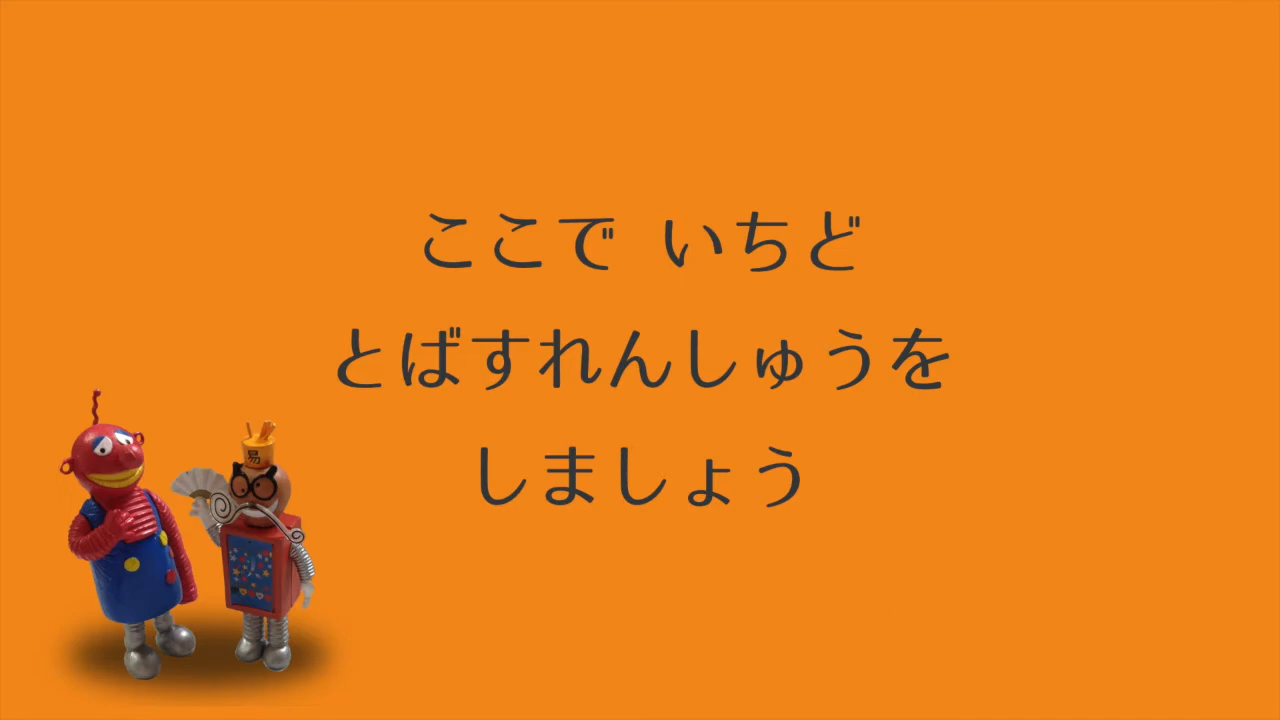 ここで いちど
とばすれんしゅうを
しましょう
易